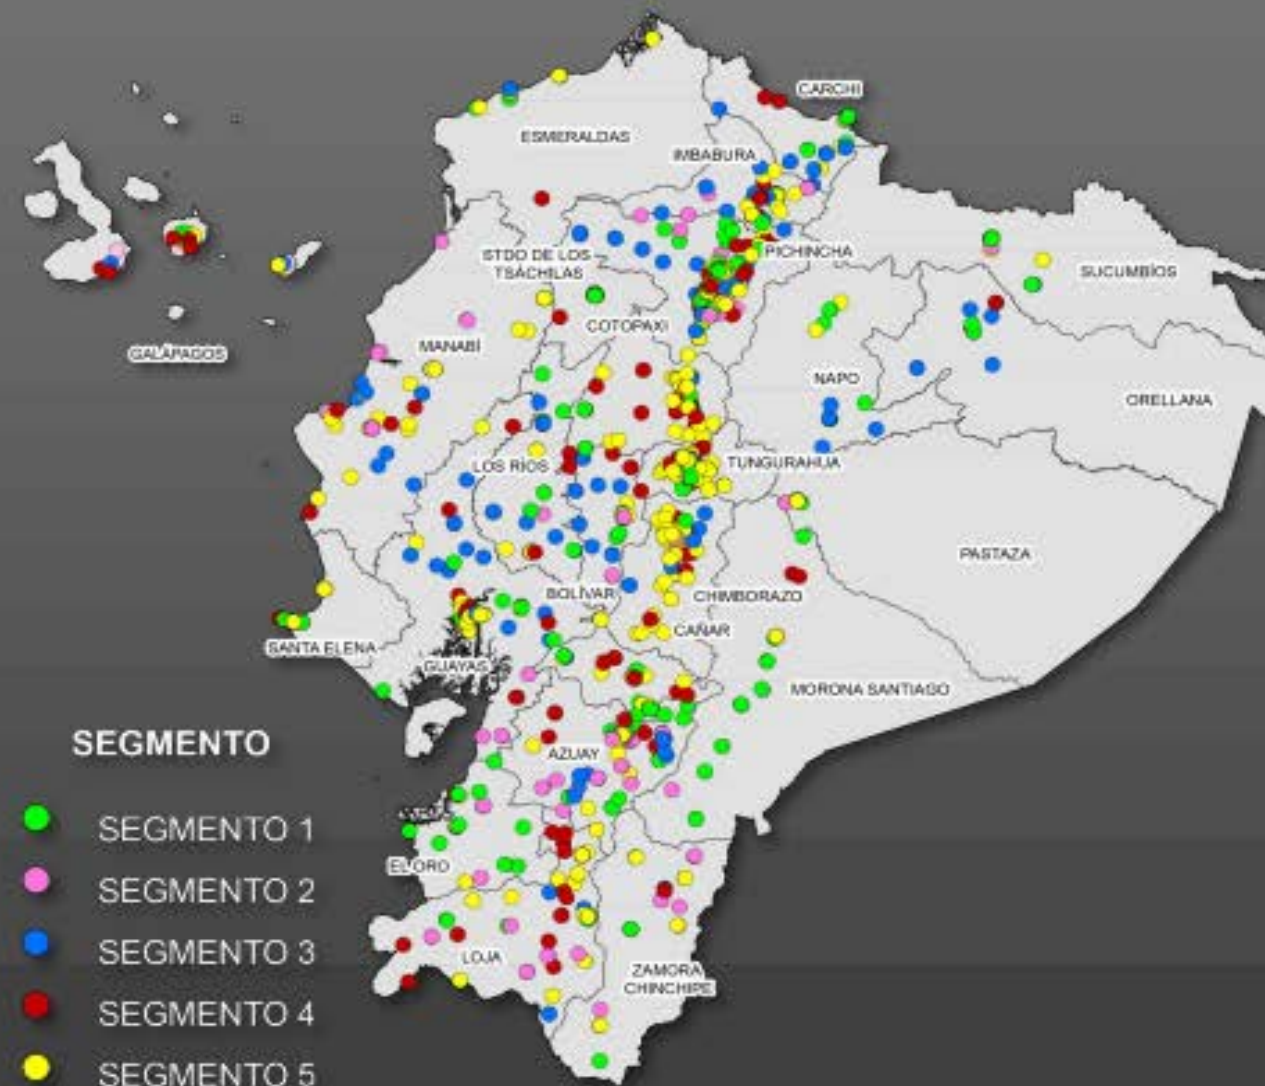 CARCHI
ESMERALDAS
IMBABURA
PICHINCHA
STDO DE LOS
TSÁCHILAS
SUCUMBÍOS
COTOPAXI
MANABÍ
GALÁPAGOS
NAPO
ORELLANA
LOS RÍOS
TUNGURAHUA
PASTAZA
BOLÍVAR
CHIMBORAZO
CAÑAR
SANTA ELENA
GUAYAS
MORONA SANTIAGO
AZUAY
EL ORO
LOJA
ZAMORA
CHINCHIPE
SEGMENTO
SEGMENTO 1
SEGMENTO 2
SEGMENTO 3
SEGMENTO 4
SEGMENTO 5